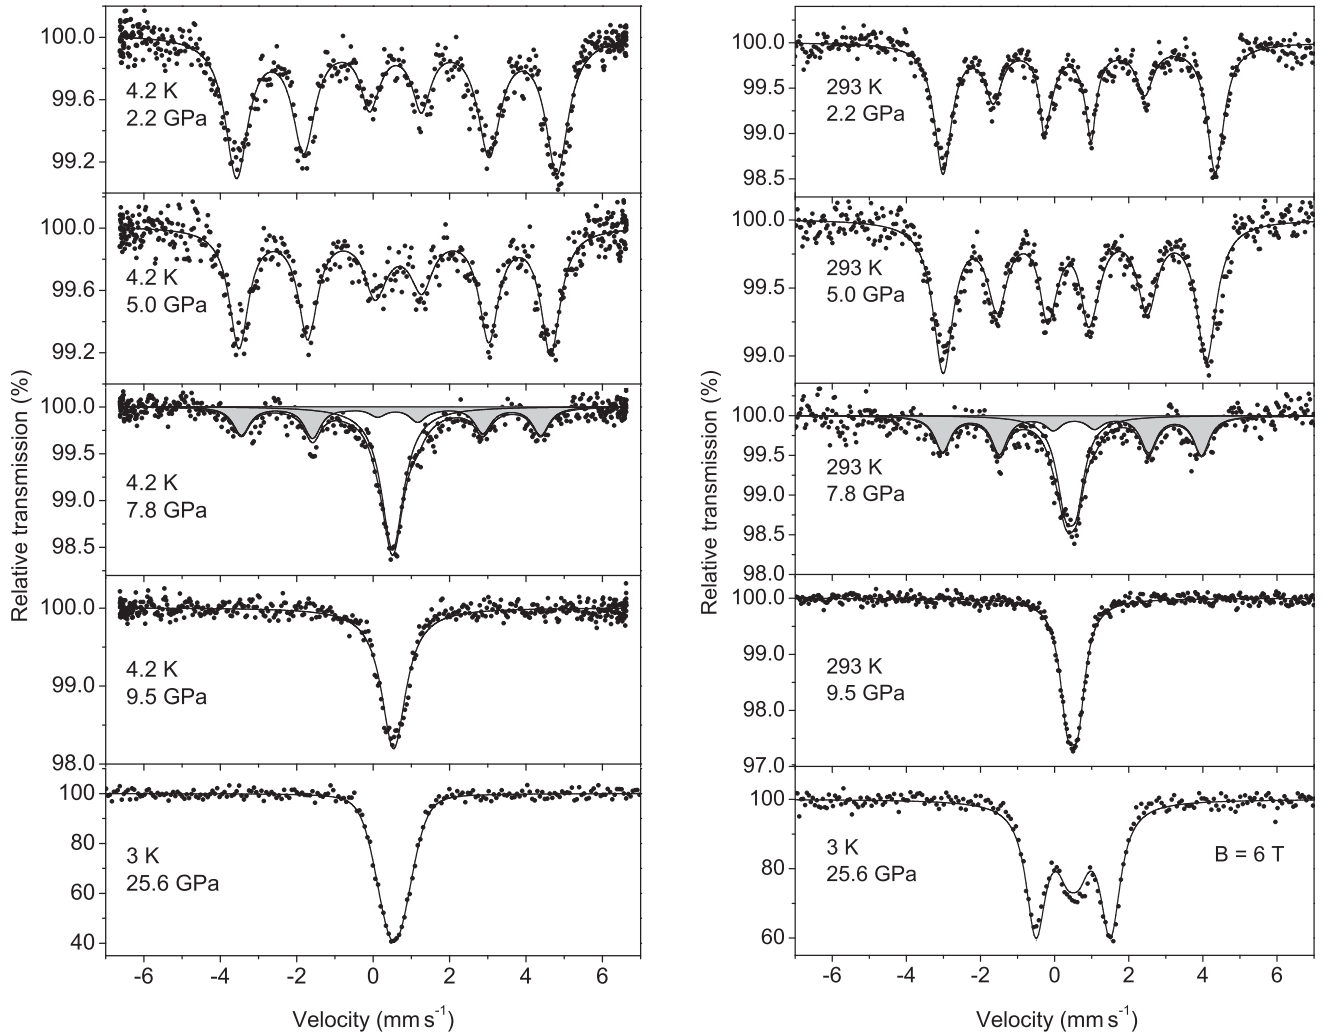 100.0
99.6
99.2
4.2 K
2.2 GPa
100.0
99.6
99.2
4.2 K
5.0 GPa
100.0
99.5
99.0
98.5
4.2 K
7.8 GPa
100.0
99.0
98.0
4.2 K
9.5 GPa
100
80
60
40
3 K
25.6 GPa
-6 -4 -2 0 2 4 6
Velocity (mm s-1)
Relative transmission (%)
100.0
99.5
99.0
98.5
293 K
2.2 GPa
100.0
99.5
99.0
293 K
5.0 GPa
100.0
99.5
99.0
98.5
98.0
293 K
7.8 GPa
100.0
99.0
98.0
97.0
293 K
9.5 GPa
100
80
60
3 K
25.6 GPa
B = 6 T
-6 -4 -2 0 2 4 6
Velocity (mm s-1)
Relative transmission (%)